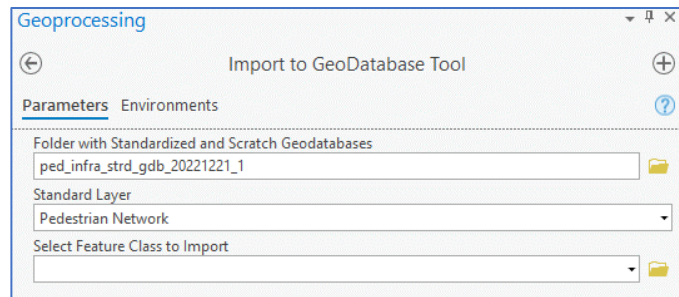 Geoprocessing
Import to GeoDatabase Tool
Parameters Environments
Folder with Standardized and Scratch Geodatabases
ped_infra_strd_gdb_20221221_1
Standard Layer
Pedestrian Network
Select Feature Class to Import